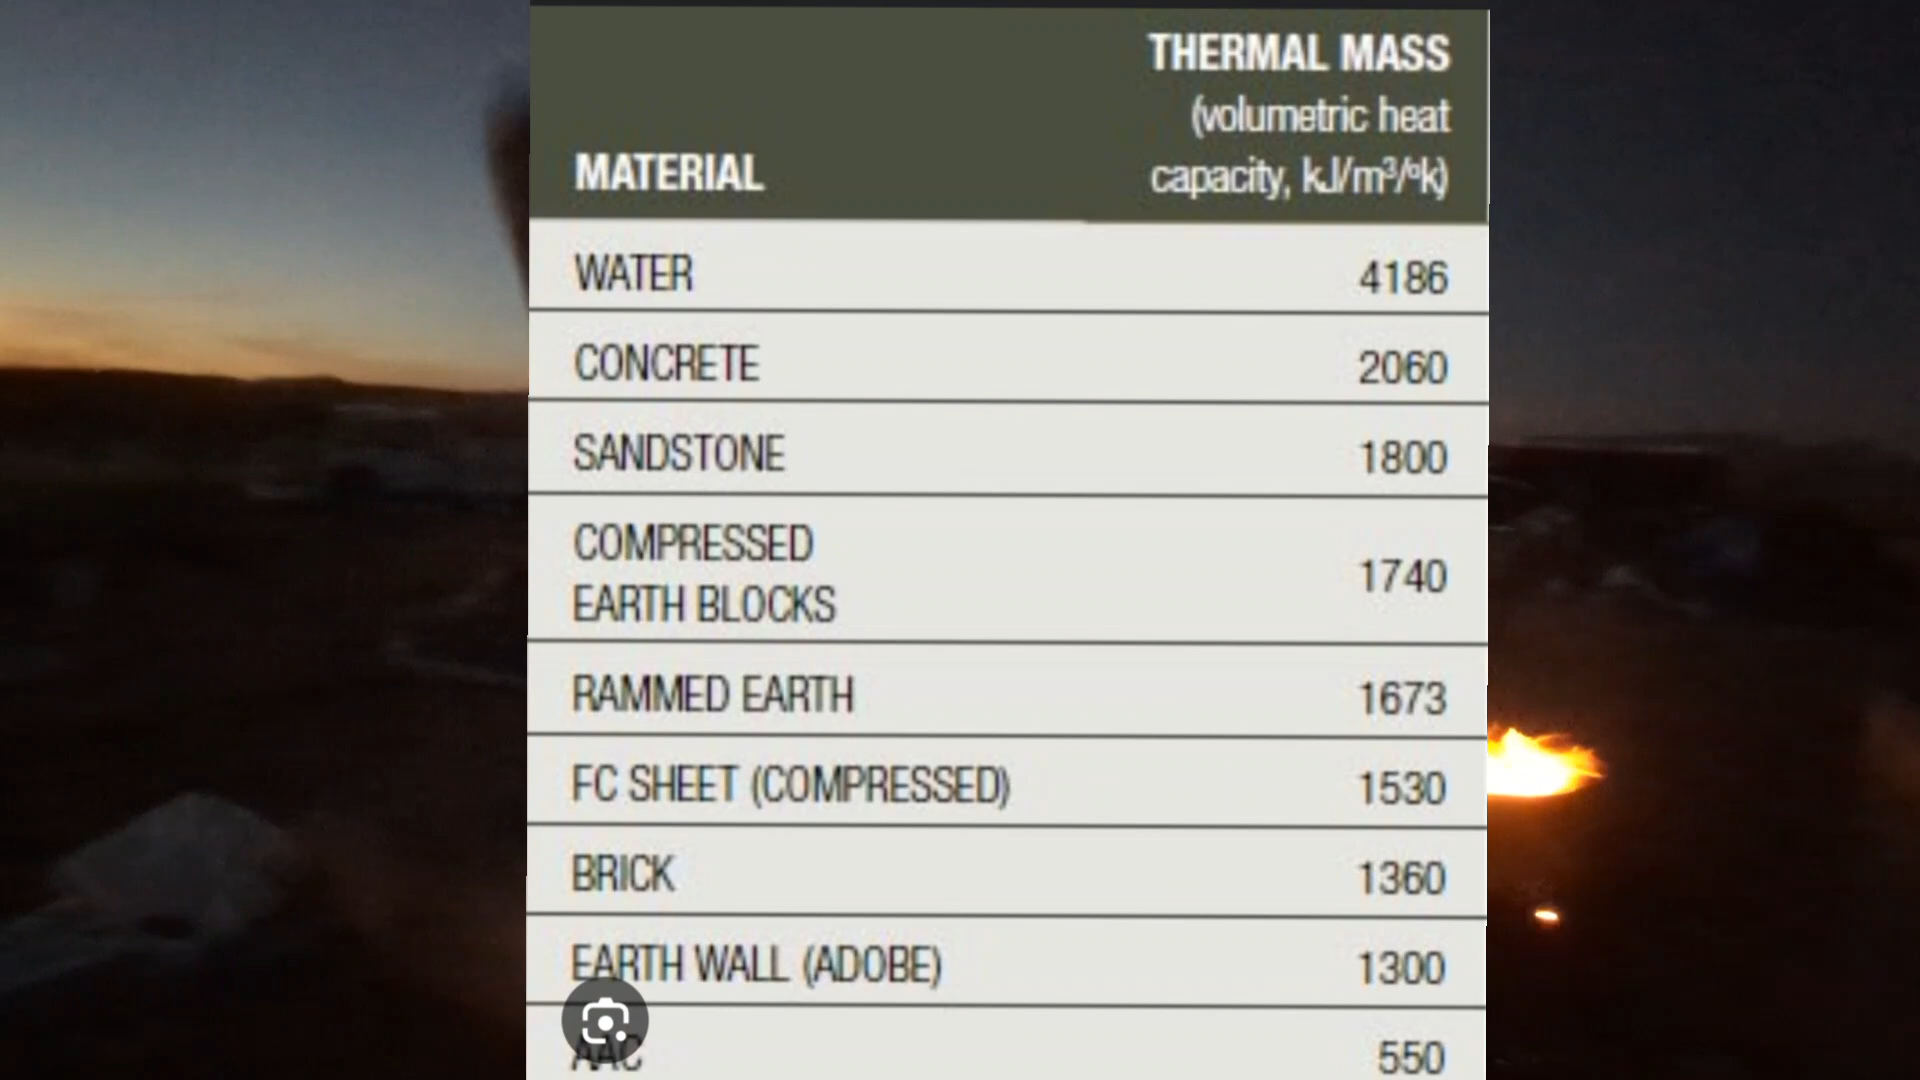 THERMAL MASS
(volumetric heat
MATERIAL capacity, kJ/m³/°k)
WATER 4186
CONCRETE 2060
SANDSTONE 1800
COMPRESSED
EARTH BLOCKS 1740
RAMMED EARTH 1673
FC SHEET (COMPRESSED) 1530
BRICK 1360
EARTH WALL (ADOBE) 1300
AAC 550